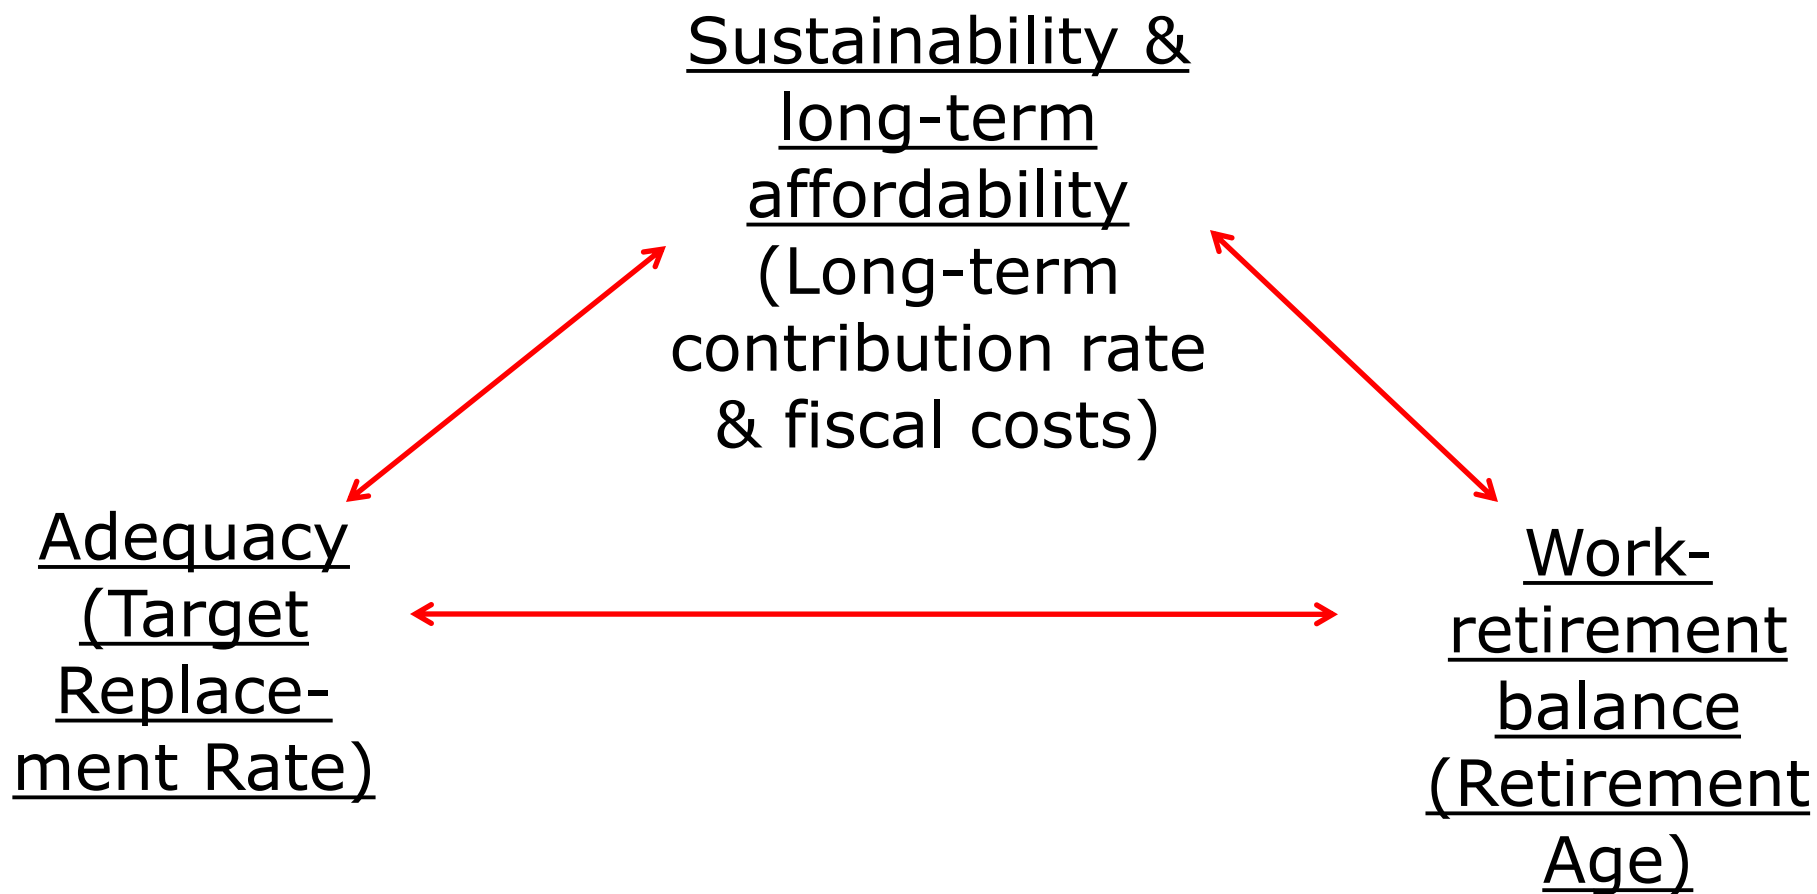 Sustainability &
long-term
affordability
(Long-term
contribution rate
& fiscal costs)
Adequacy
(Target
Replace-
ment Rate)
Work-
retirement
balance
(Retirement
Age)